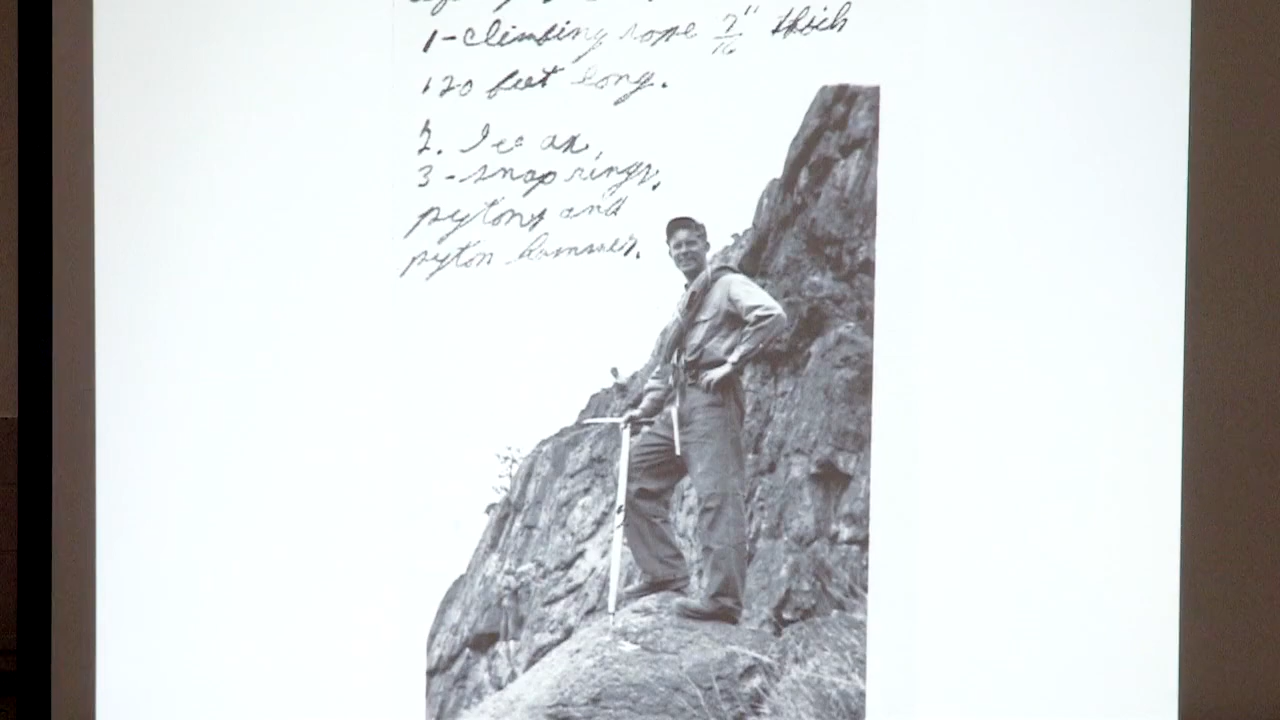 1-climbing rope 7/16" thick
120 feet long.
2. Ice ax,
3-snap rings,
pytons and
pyton hammer.